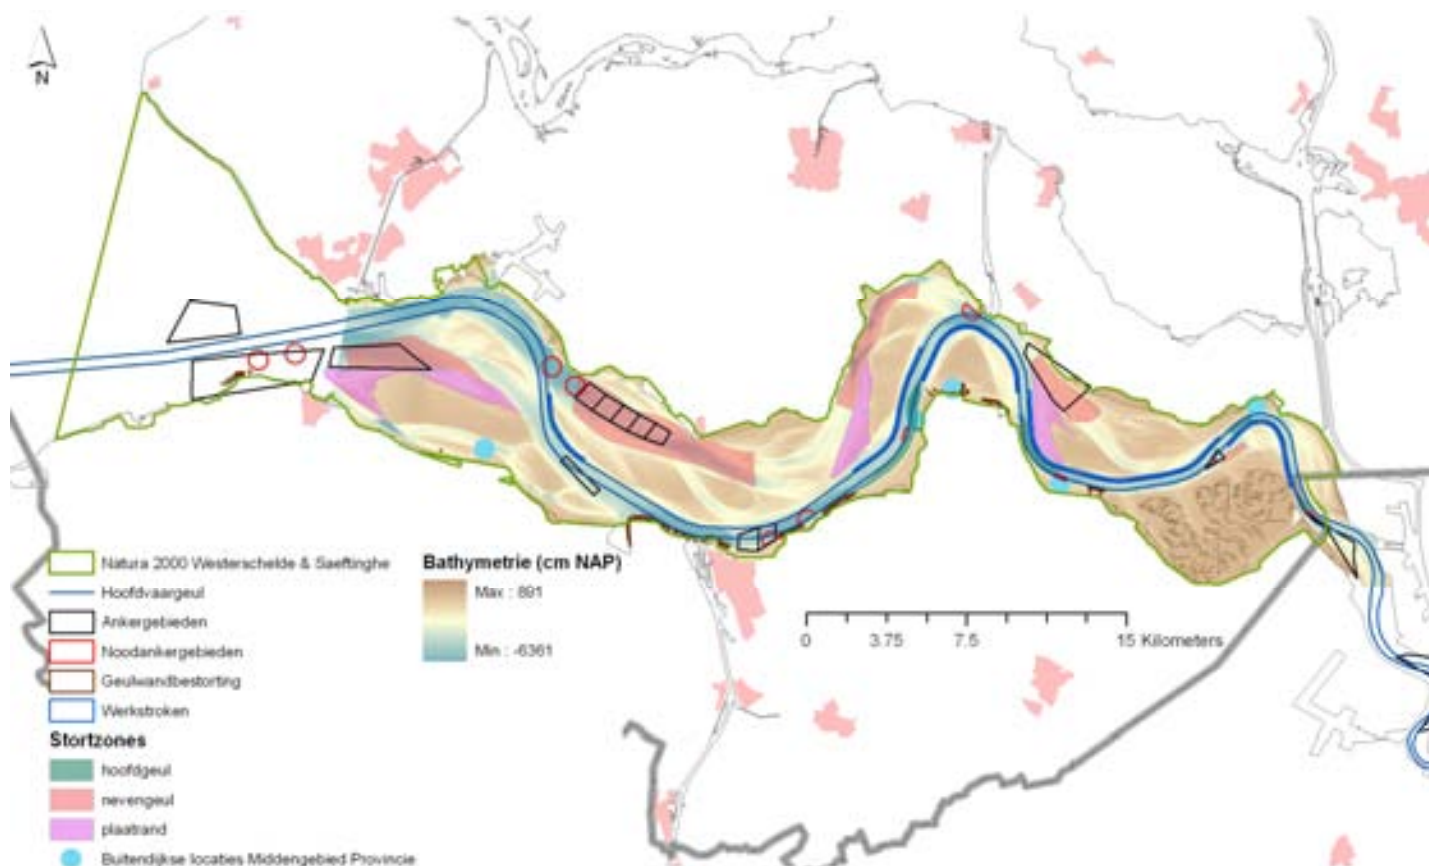 N
Natura 2000 Westerschelde & Saeftinghe
Hoofdvaargeul
Ankergebieden
Noodankergebieden
Geulwandbestorting
Werkstroken
Stortzones
hoofdgeul
nevengeul
plaatrand
Buitendijkse locaties Middengebied Provincie
Bathymetrie (cm NAP)
Max : 891
Min : -6361
0 3.75 7.5 15 Kilometers